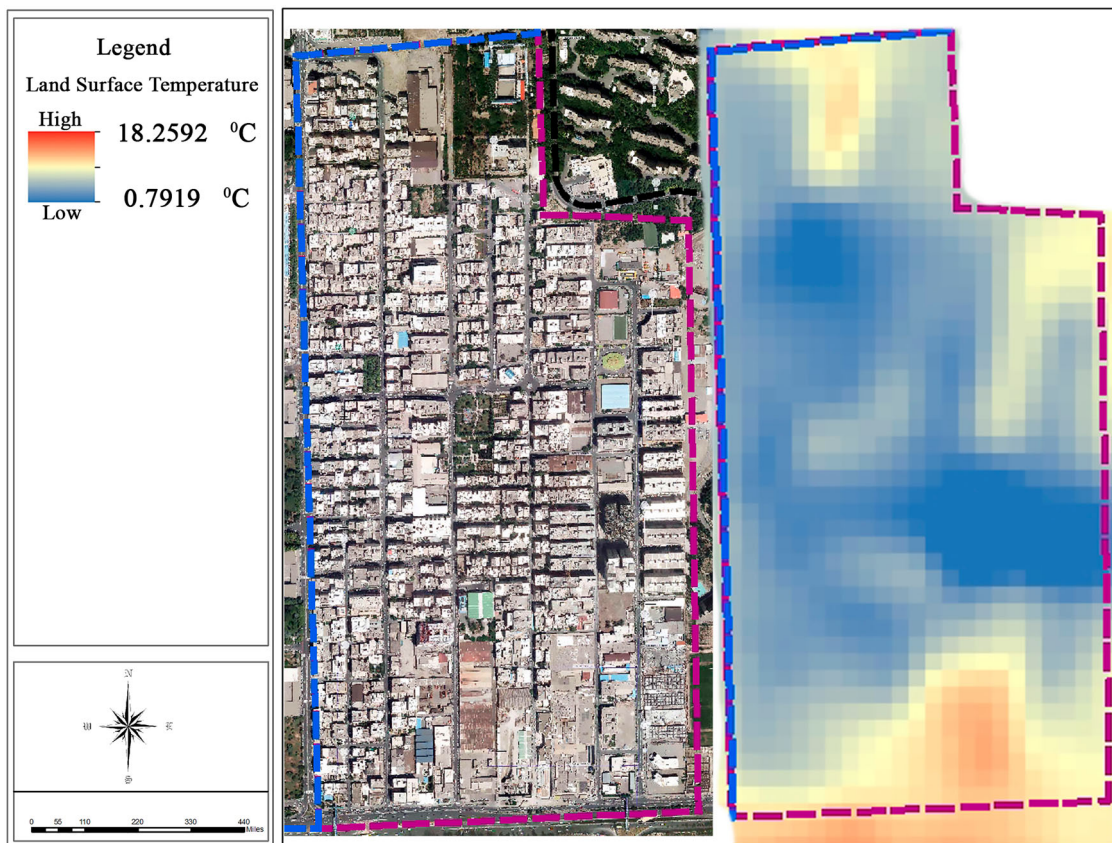 Legend
Land Surface Temperature
High
18.2592 ⁰C
0.7919 ⁰C
Low
N
W
E
S
0 55 110 220 330 440
Miles